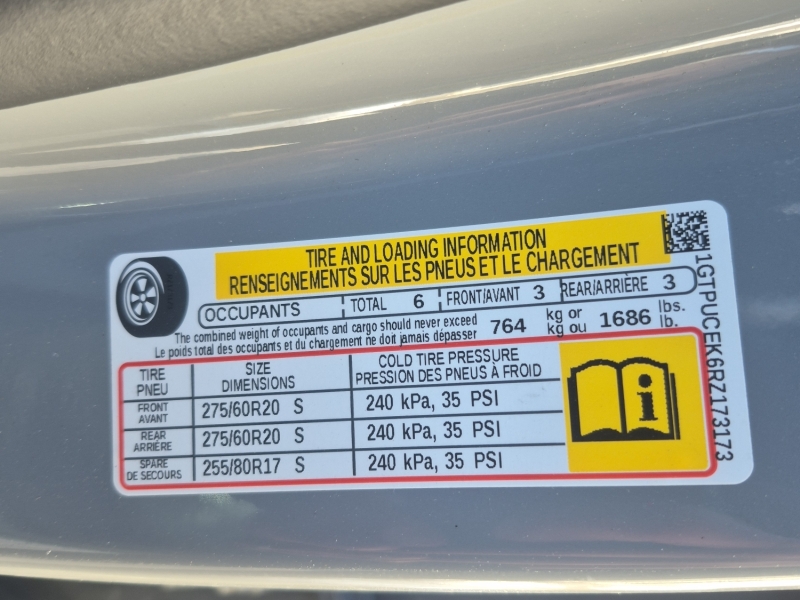 TIRE AND LOADING INFORMATION
RENSEIGNEMENTS SUR LES PNEUS ET LE CHARGEMENT
OCCUPANTS TOTAL 6 FRONT/AVANT 3 REAR/ARRIÈRE 3
The combined weight of occupants and cargo should never exceed 764 kg or 1686 lbs.
Le poids total des occupants et du chargement ne doit jamais dépasser kg ou lb.
TIRE SIZE COLD TIRE PRESSURE
PNEU DIMENSIONS PRESSION DES PNEUS À FROID
FRONT AVANT 275/60R20 S 240 kPa, 35 PSI
REAR ARRIÈRE 275/60R20 S 240 kPa, 35 PSI
SPARE DE SECOURS 255/80R17 S 240 kPa, 35 PSI
1GTPUCEK6RZ173173